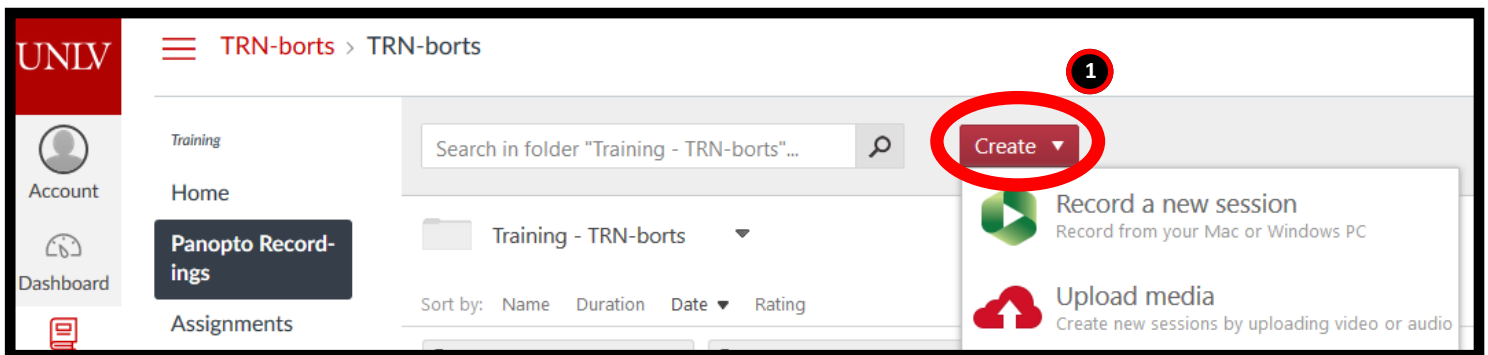 UNLV
TRN-borts > TRN-borts
1
Account
Dashboard
Training
Home
Panopto Record-
ings
Assignments
Search in folder "Training - TRN-borts"...
Create
Training - TRN-borts
Sort by: Name Duration Date Rating
Record a new session
Record from your Mac or Windows PC
Upload media
Create new sessions by uploading video or audio